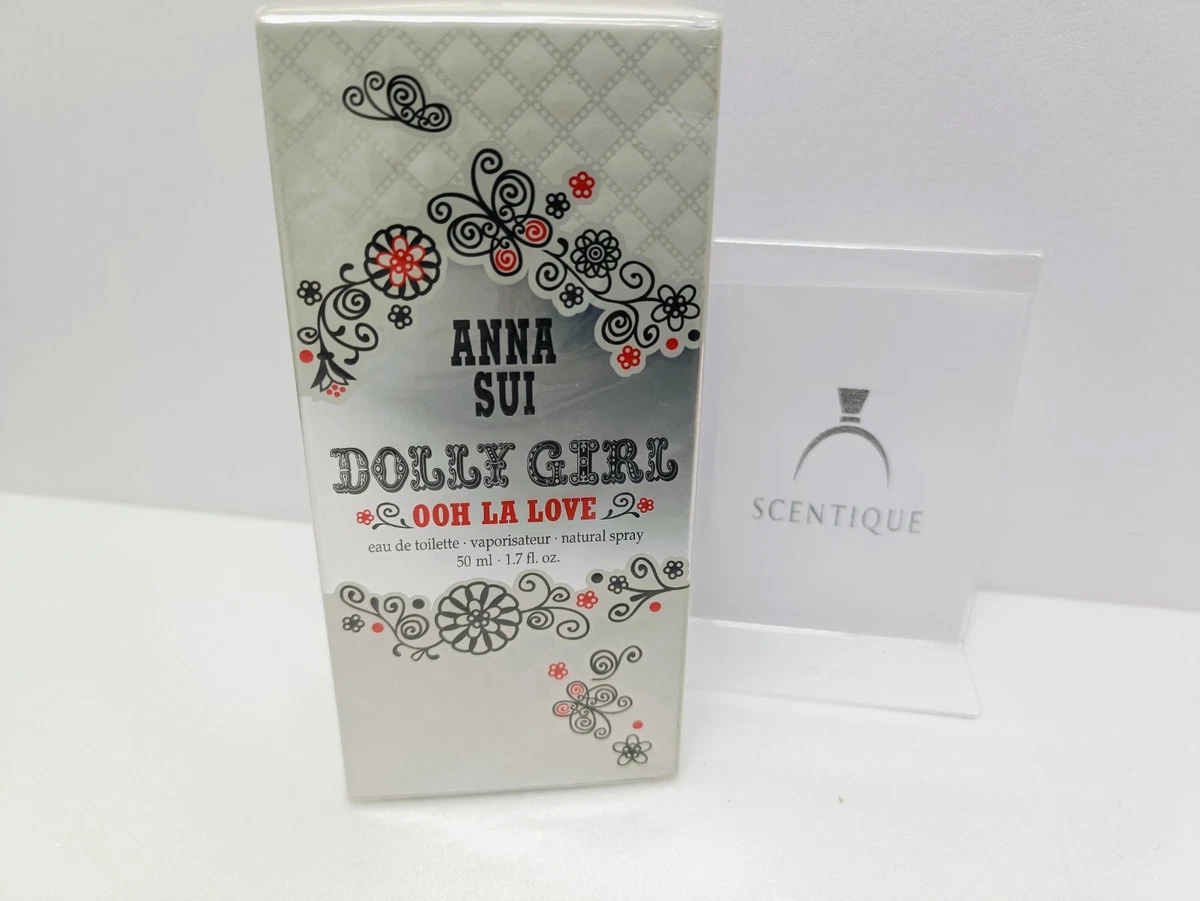 ANNA
SUI
DOLLY GIRL
OOH LA LOVE
eau de toilette · vaporisateur · natural spray
50 ml · 1.7 fl. oz.
SCENTIQUE